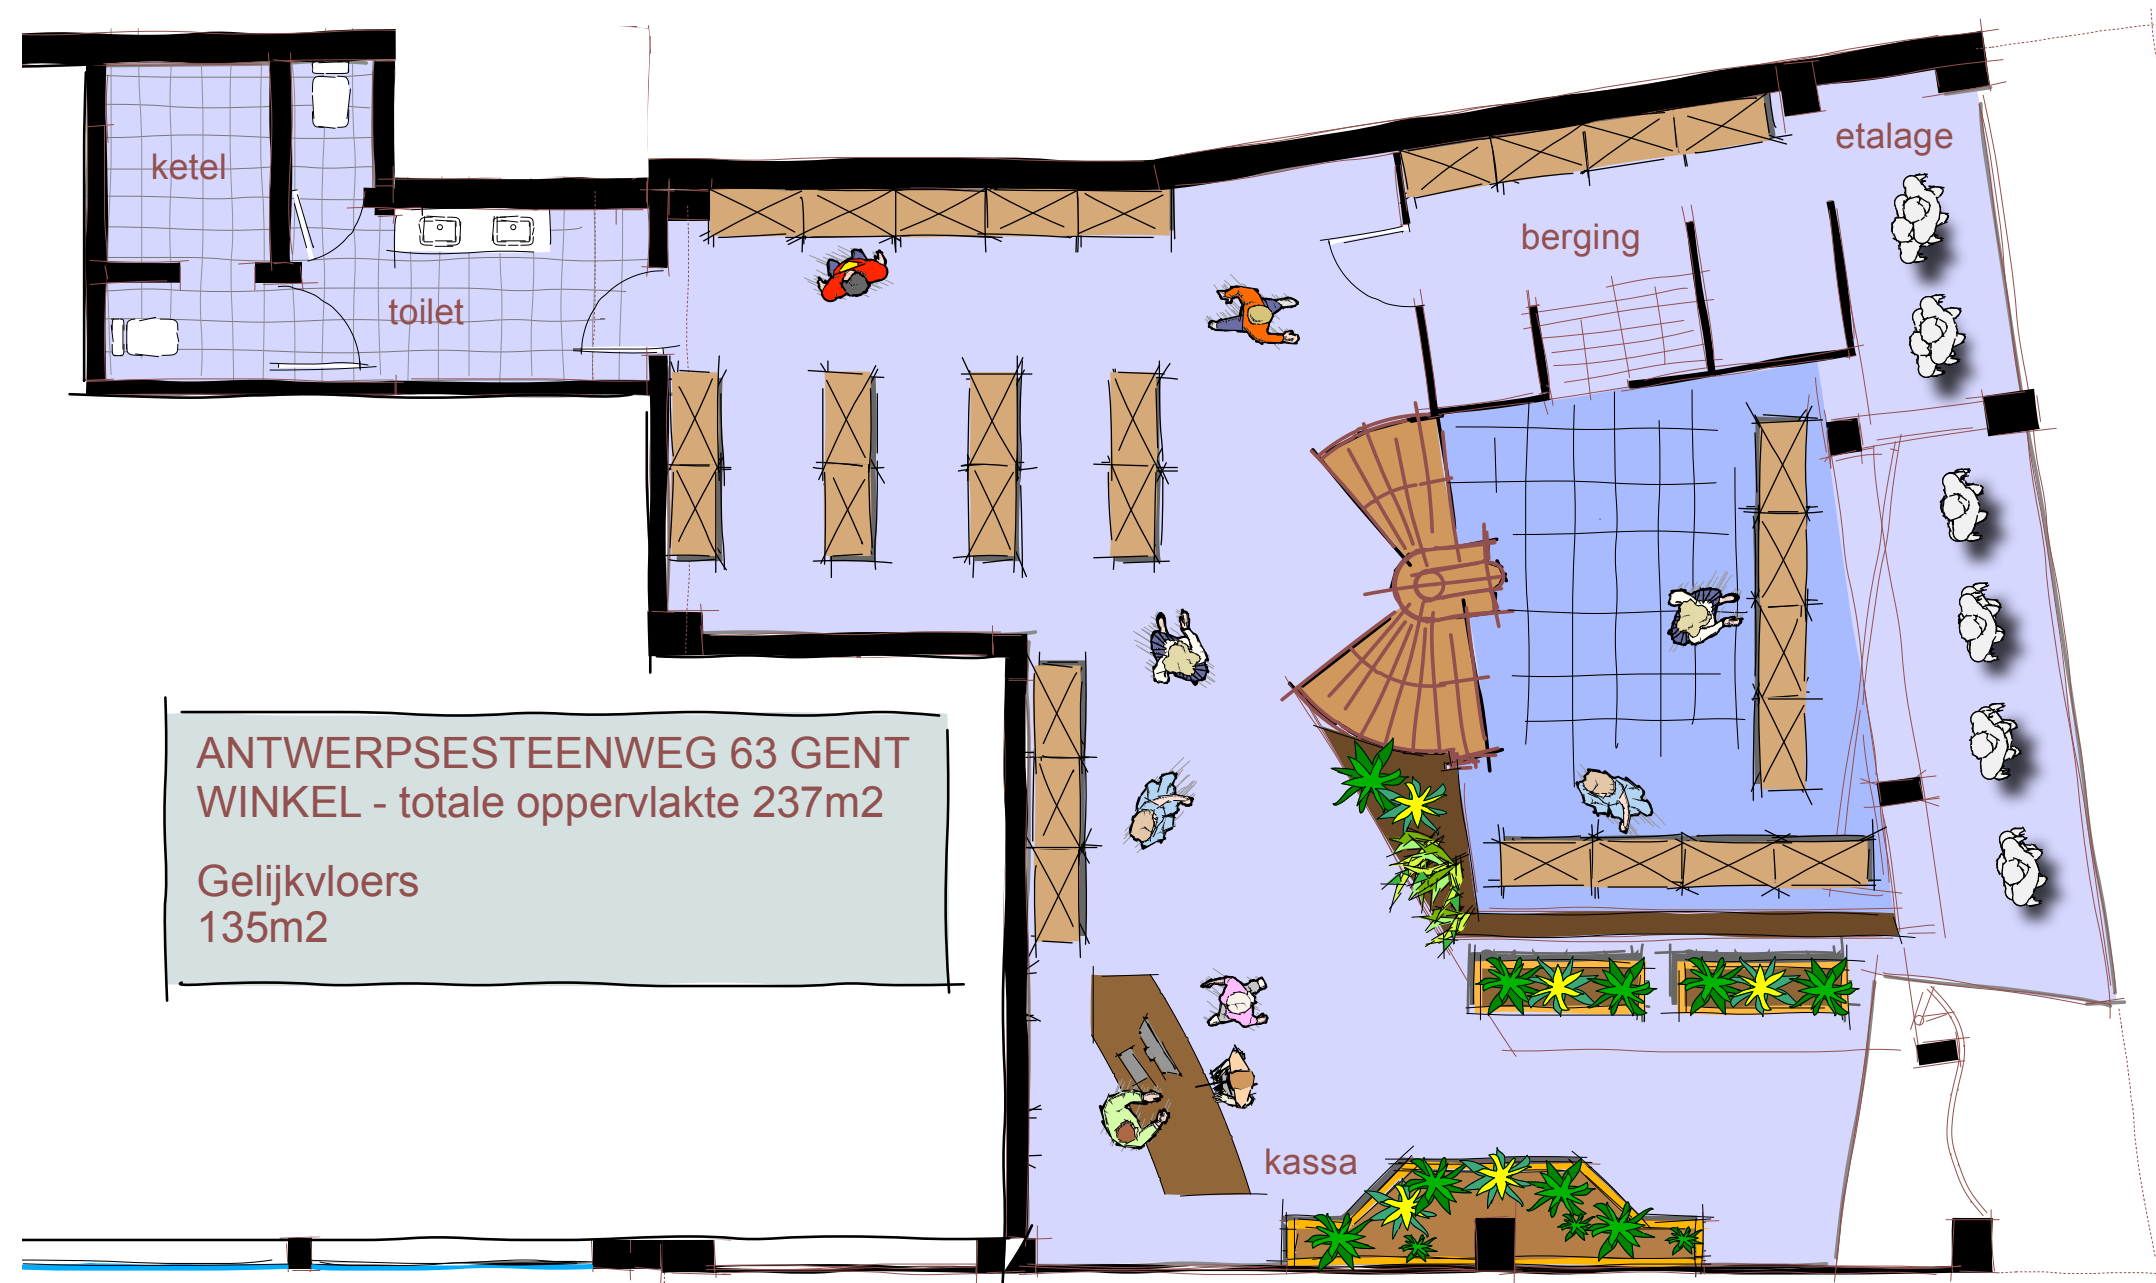 etalage
ketel
berging
toilet
ANTWERPSESTEENWEG 63 GENT
WINKEL - totale oppervlakte 237m2
Gelijkvloers
135m2
kassa